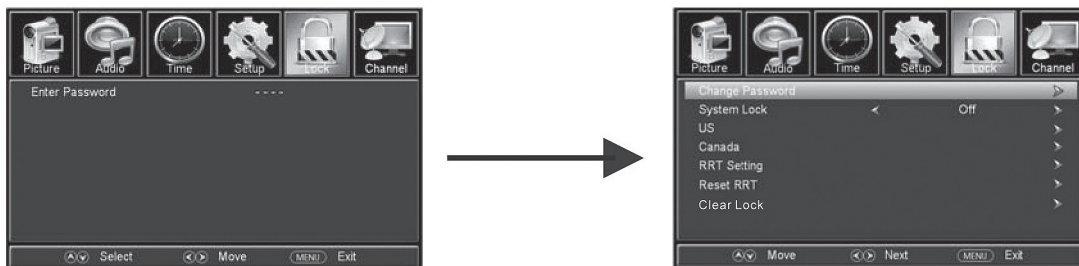 Picture Audio Time Setup Lock Channel
Enter Password - - - -
Select Move MENU Exit
Picture Audio Time Setup Lock Channel
Change Password
System Lock Off
US
Canada
RRT Setting
Reset RRT
Clear Lock
Move Next MENU Exit